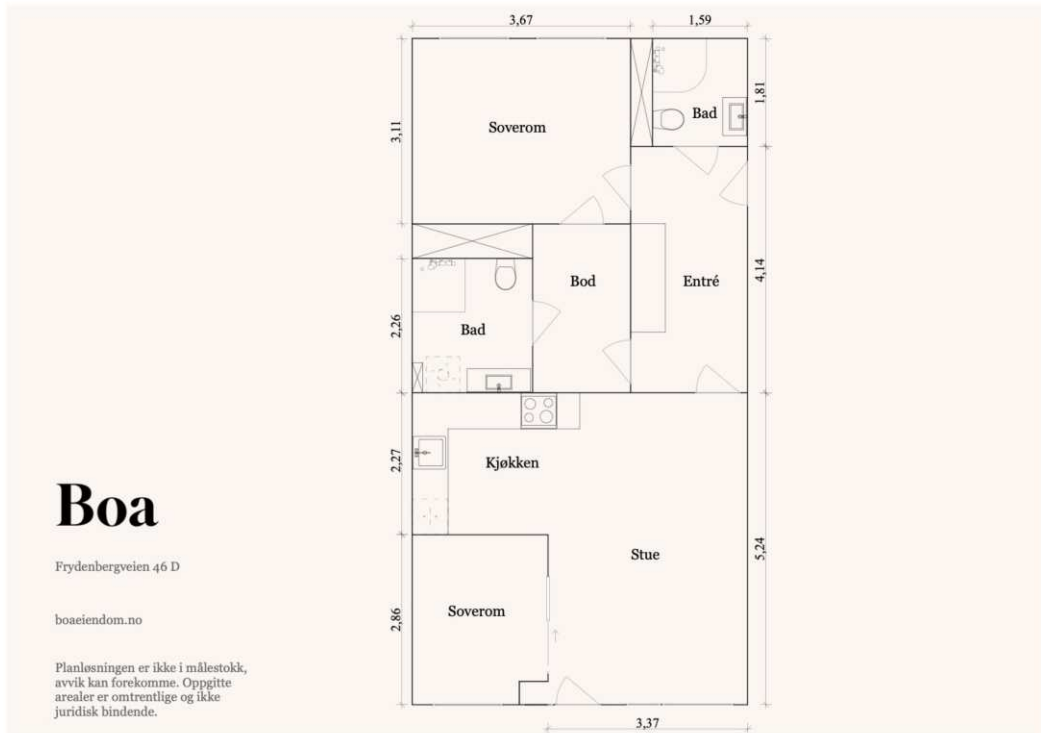 3,67
1,59
3,11
Soverom
Bad
1,81
Bod
Entré
4,14
2,26
Bad
2,27
Kjøkken
Stue
5,24
2,86
Soverom
3,37
Boa
Frydenbergveien 46 D
boaeiendom.no
Planløsningen er ikke i målestokk,
avvik kan forekomme. Oppgitte
arealer er omtrentlige og ikke
juridisk bindende.